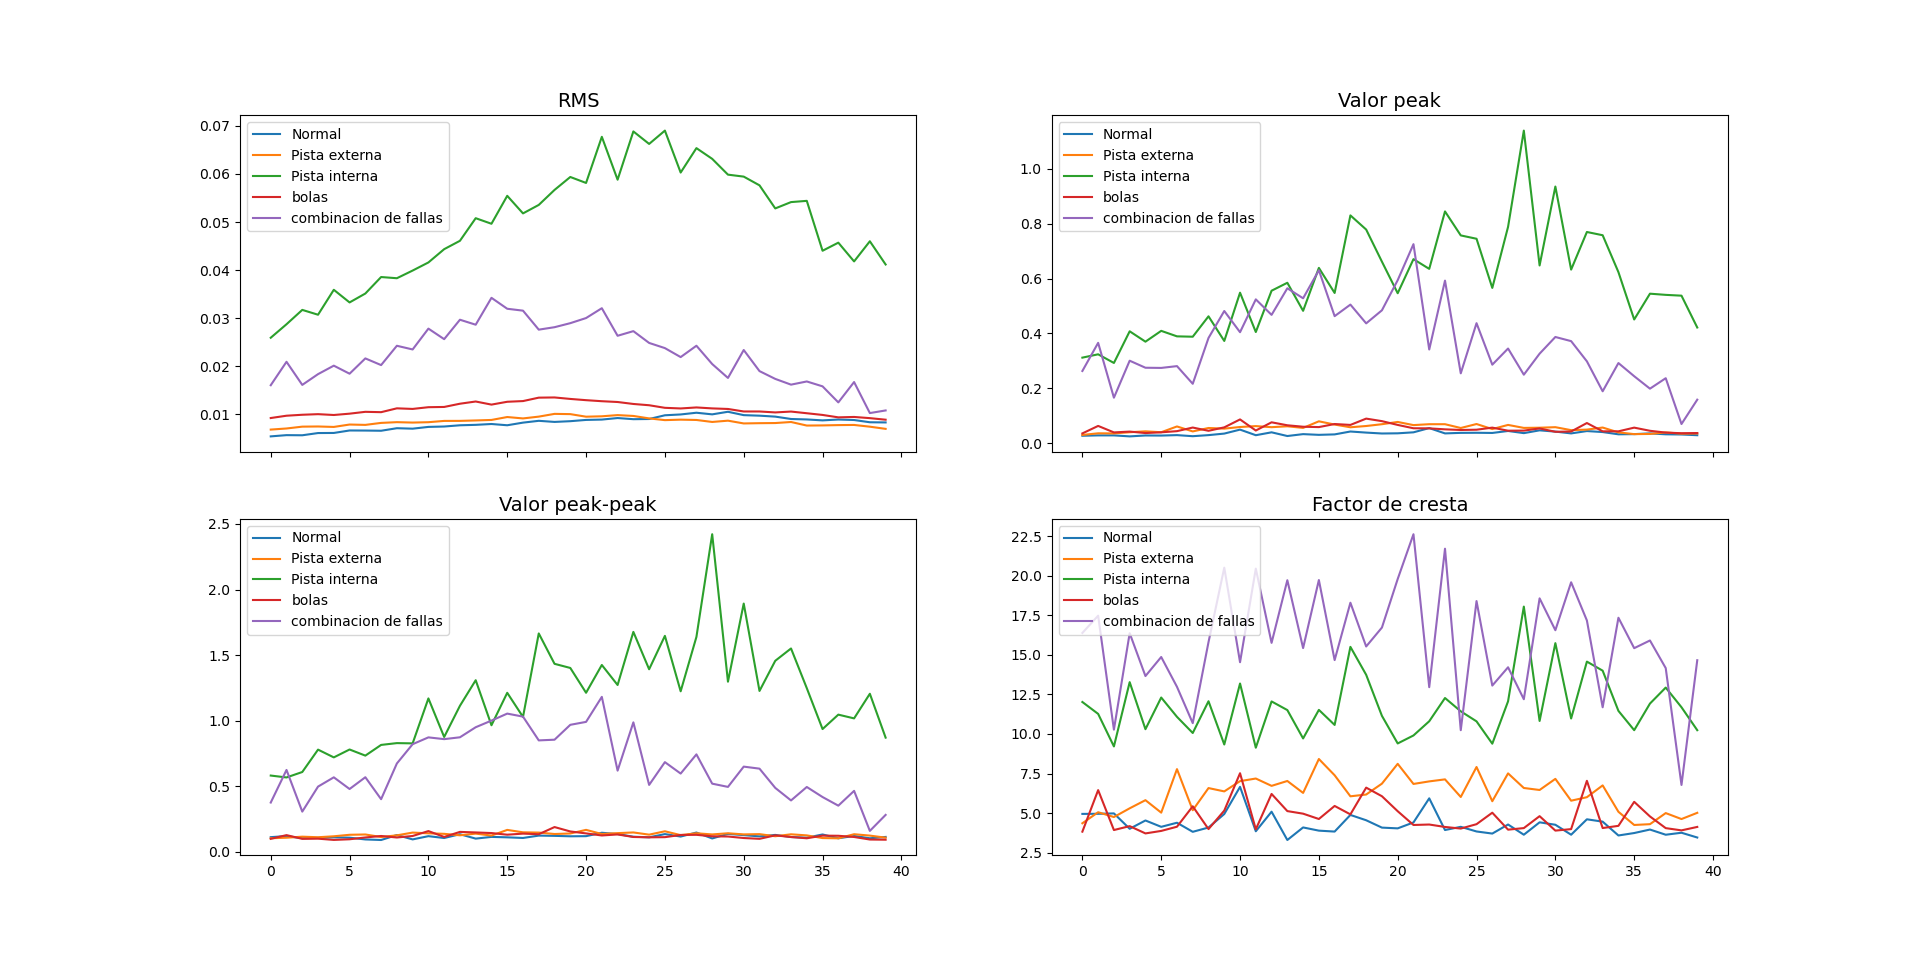 RMS
0.07
0.06
0.05
0.04
0.03
0.02
0.01
Normal
Pista externa
Pista interna
bolas
combinacion de fallas
Valor peak
1.0
0.8
0.6
0.4
0.2
0.0
Normal
Pista externa
Pista interna
bolas
combinacion de fallas
Valor peak-peak
2.5
2.0
1.5
1.0
0.5
0.0
Normal
Pista externa
Pista interna
bolas
combinacion de fallas
0 5 10 15 20 25 30 35 40
Factor de cresta
22.5
20.0
17.5
15.0
12.5
10.0
7.5
5.0
2.5
Normal
Pista externa
Pista interna
bolas
combinacion de fallas
0 5 10 15 20 25 30 35 40